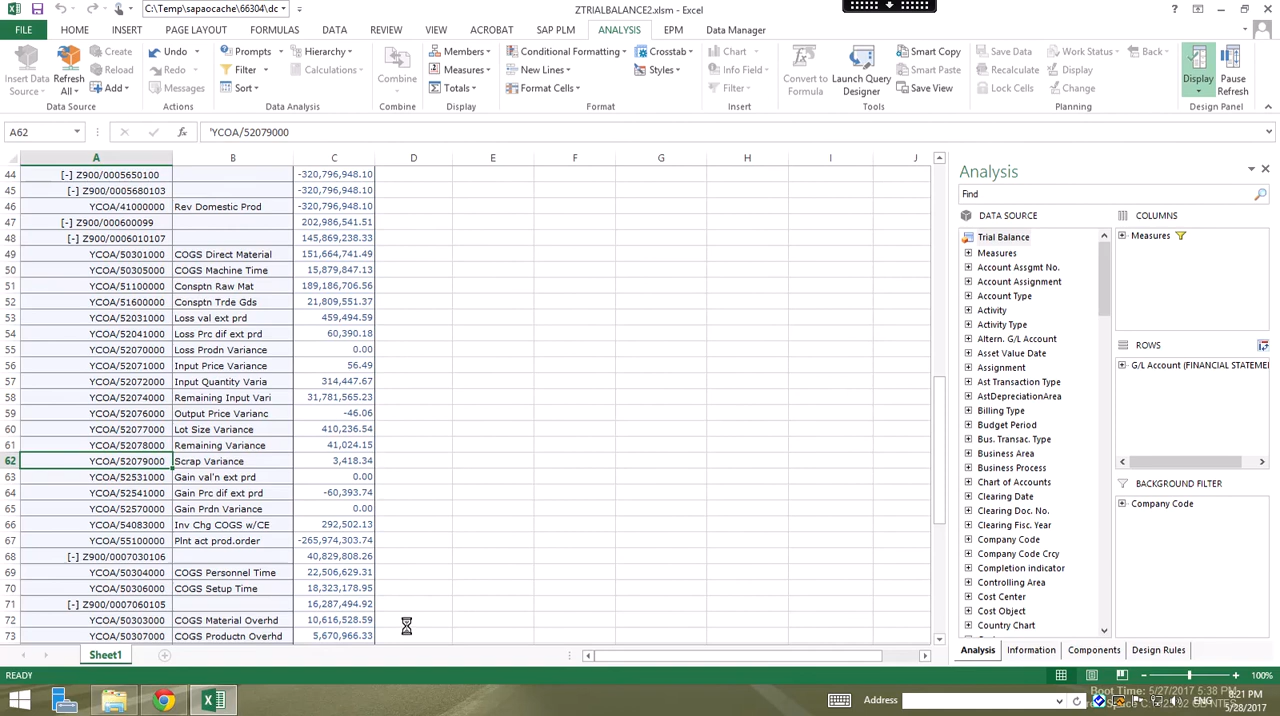 C:\Temp\sapaocache\66304\dc
ZTRIALBALANCE2.xlsm - Excel
FILE HOME INSERT PAGE LAYOUT FORMULAS DATA REVIEW VIEW ACROBAT SAP PLM ANALYSIS EPM Data Manager
Insert Data Source
Refresh All
Create
Reload
Add
Data Source
Undo
Redo
Messages
Actions
Prompts
Filter
Sort
Hierarchy
Calculations
Data Analysis
Combine
Combine
Members
Measures
Totals
Display
Conditional Formatting
New Lines
Format Cells
Crosstab
Styles
Format
Chart
Info Field
Filter
Insert
Convert to Formula
Launch Query Designer
Smart Copy
Smart Paste
Save View
Tools
Save Data
Recalculate
Lock Cells
Work Status
Display
Change
Back
Planning
Display
Pause Refresh
Design Panel
A62 'YCOA/52079000
A B C D E F G H I J
44 [-] Z900/0005650100 -320,796,948.10
45 [-] Z900/0005680103 -320,796,948.10
46 YCOA/41000000 Rev Domestic Prod -320,796,948.10
47 [-] Z900/000600099 202,986,541.51
48 [-] Z900/0006010107 145,869,238.33
49 YCOA/50301000 COGS Direct Material 151,664,741.49
50 YCOA/50305000 COGS Machine Time 15,879,847.13
51 YCOA/51100000 Consptn Raw Mat 189,186,706.56
52 YCOA/51600000 Consptn Trde Gds 21,809,551.37
53 YCOA/52031000 Loss val ext prd 459,494.59
54 YCOA/52041000 Loss Prc dif ext prd 60,390.18
55 YCOA/52070000 Loss Prodn Variance 0.00
56 YCOA/52071000 Input Price Variance 56.49
57 YCOA/52072000 Input Quantity Varia 314,447.67
58 YCOA/52074000 Remaining Input Vari 31,781,565.23
59 YCOA/52076000 Output Price Varianc -46.06
60 YCOA/52077000 Lot Size Variance 410,236.54
61 YCOA/52078000 Remaining Variance 41,024.15
62 YCOA/52079000 Scrap Variance 3,418.34
63 YCOA/52531000 Gain val'n ext prd 0.00
64 YCOA/52541000 Gain Prc dif ext prd -60,393.74
65 YCOA/52570000 Gain Prdn Variance 0.00
66 YCOA/54083000 Inv Chg COGS w/CE 292,502.13
67 YCOA/55100000 Plnt act prod.order -265,974,303.74
68 [-] Z900/0007030106 40,829,808.26
69 YCOA/50304000 COGS Personnel Time 22,506,629.31
70 YCOA/50306000 COGS Setup Time 18,323,178.95
71 [-] Z900/0007060105 16,287,494.92
72 YCOA/50303000 COGS Material Overhd 10,616,528.59
73 YCOA/50307000 COGS Productn Overhd 5,670,966.33
Analysis
Find
DATA SOURCE
Trial Balance
Measures
Account Assgmt No.
Account Assignment
Account Type
Activity
Activity Type
Altern. G/L Account
Asset Value Date
Assignment
Ast Transaction Type
AstDepreciationArea
Billing Type
Budget Period
Bus. Transac. Type
Business Area
Business Process
Chart of Accounts
Clearing Date
Clearing Doc. No.
Clearing Fisc. Year
Company Code
Company Code Crcy
Completion indicator
Controlling Area
Cost Center
Cost Object
Country Chart
COLUMNS
Measures
ROWS
G/L Account (FINANCIAL STATEME
BACKGROUND FILTER
Company Code
Analysis Information Components Design Rules
Sheet1
READY
100%
Address
Boot Time: 5/27/2017 5:38 PM
ENG
8:21 PM
5/28/2017